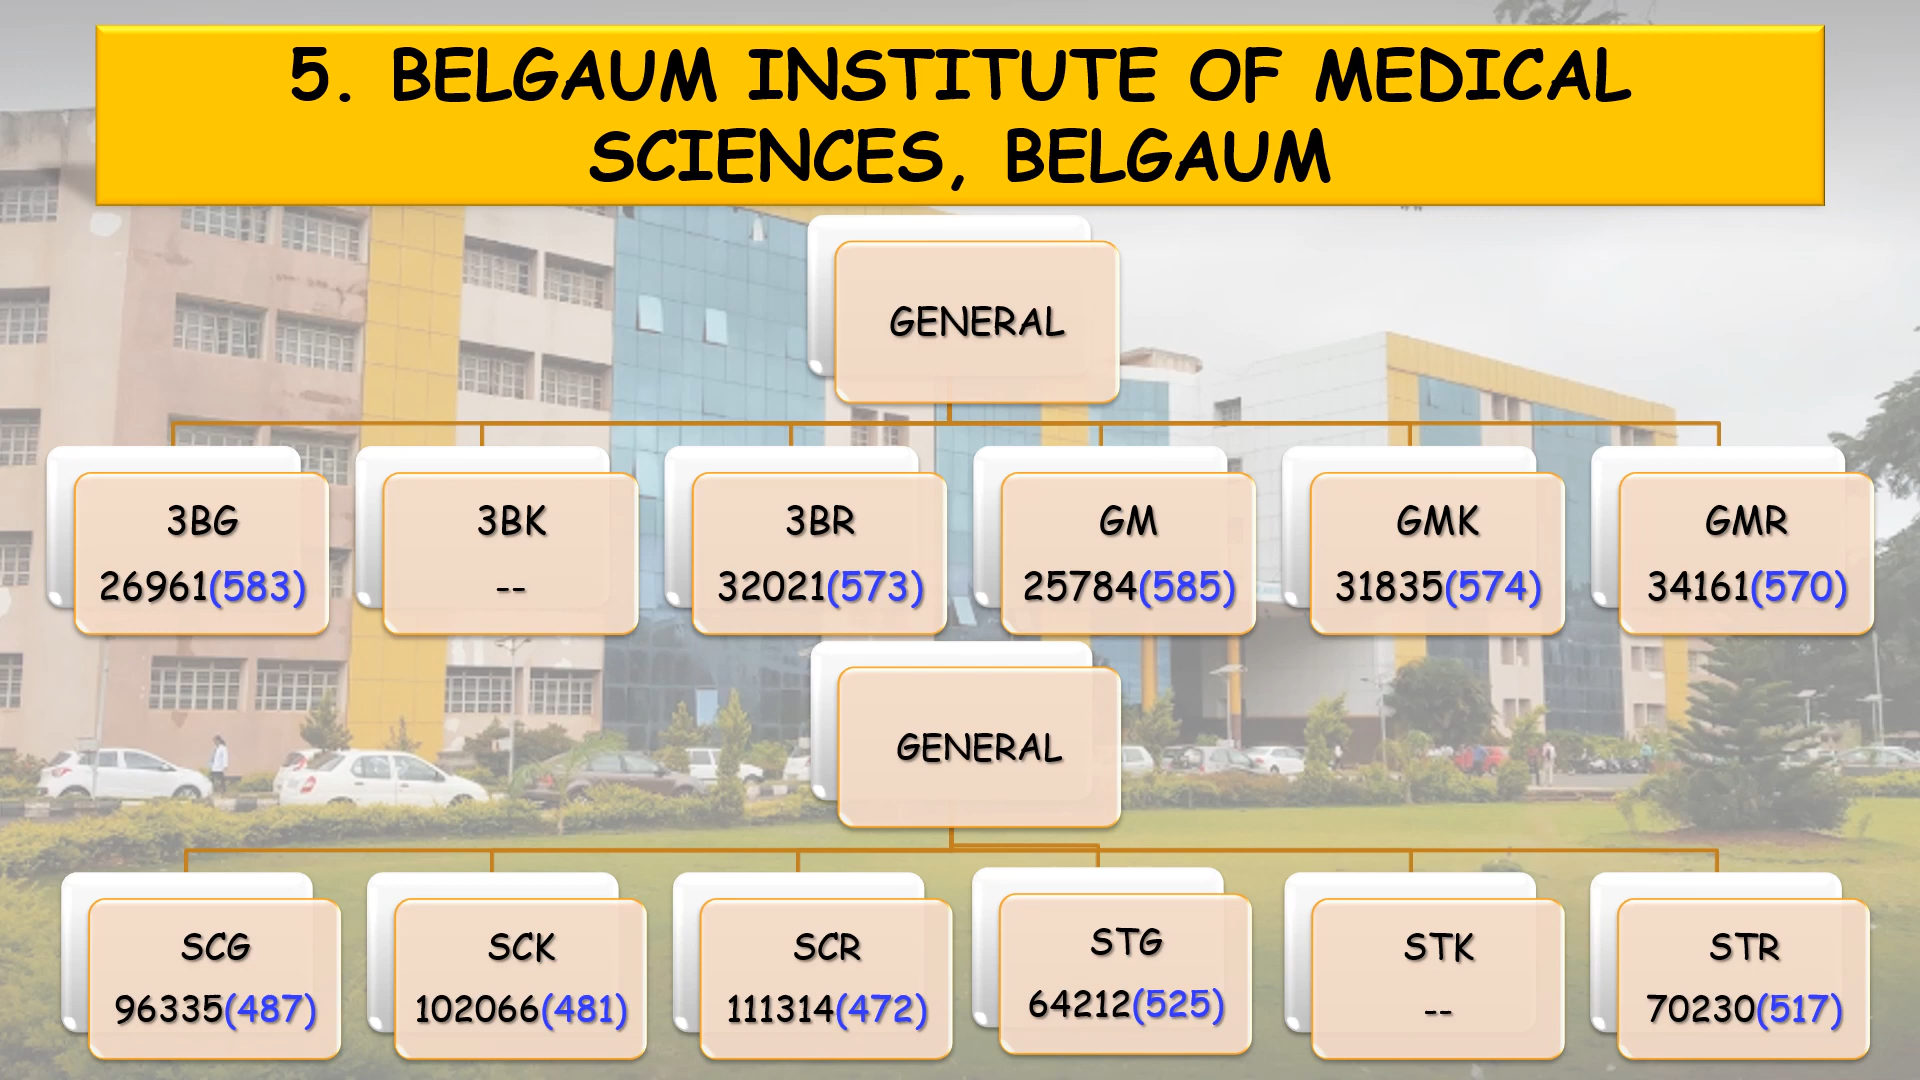 5. BELGAUM INSTITUTE OF MEDICAL
SCIENCES, BELGAUM
GENERAL
3BG
26961(583)
3BK
--
3BR
32021(573)
GM
25784(585)
GMK
31835(574)
GMR
34161(570)
GENERAL
SCG
96335(487)
SCK
102066(481)
SCR
111314(472)
STG
64212(525)
STK
--
STR
70230(517)